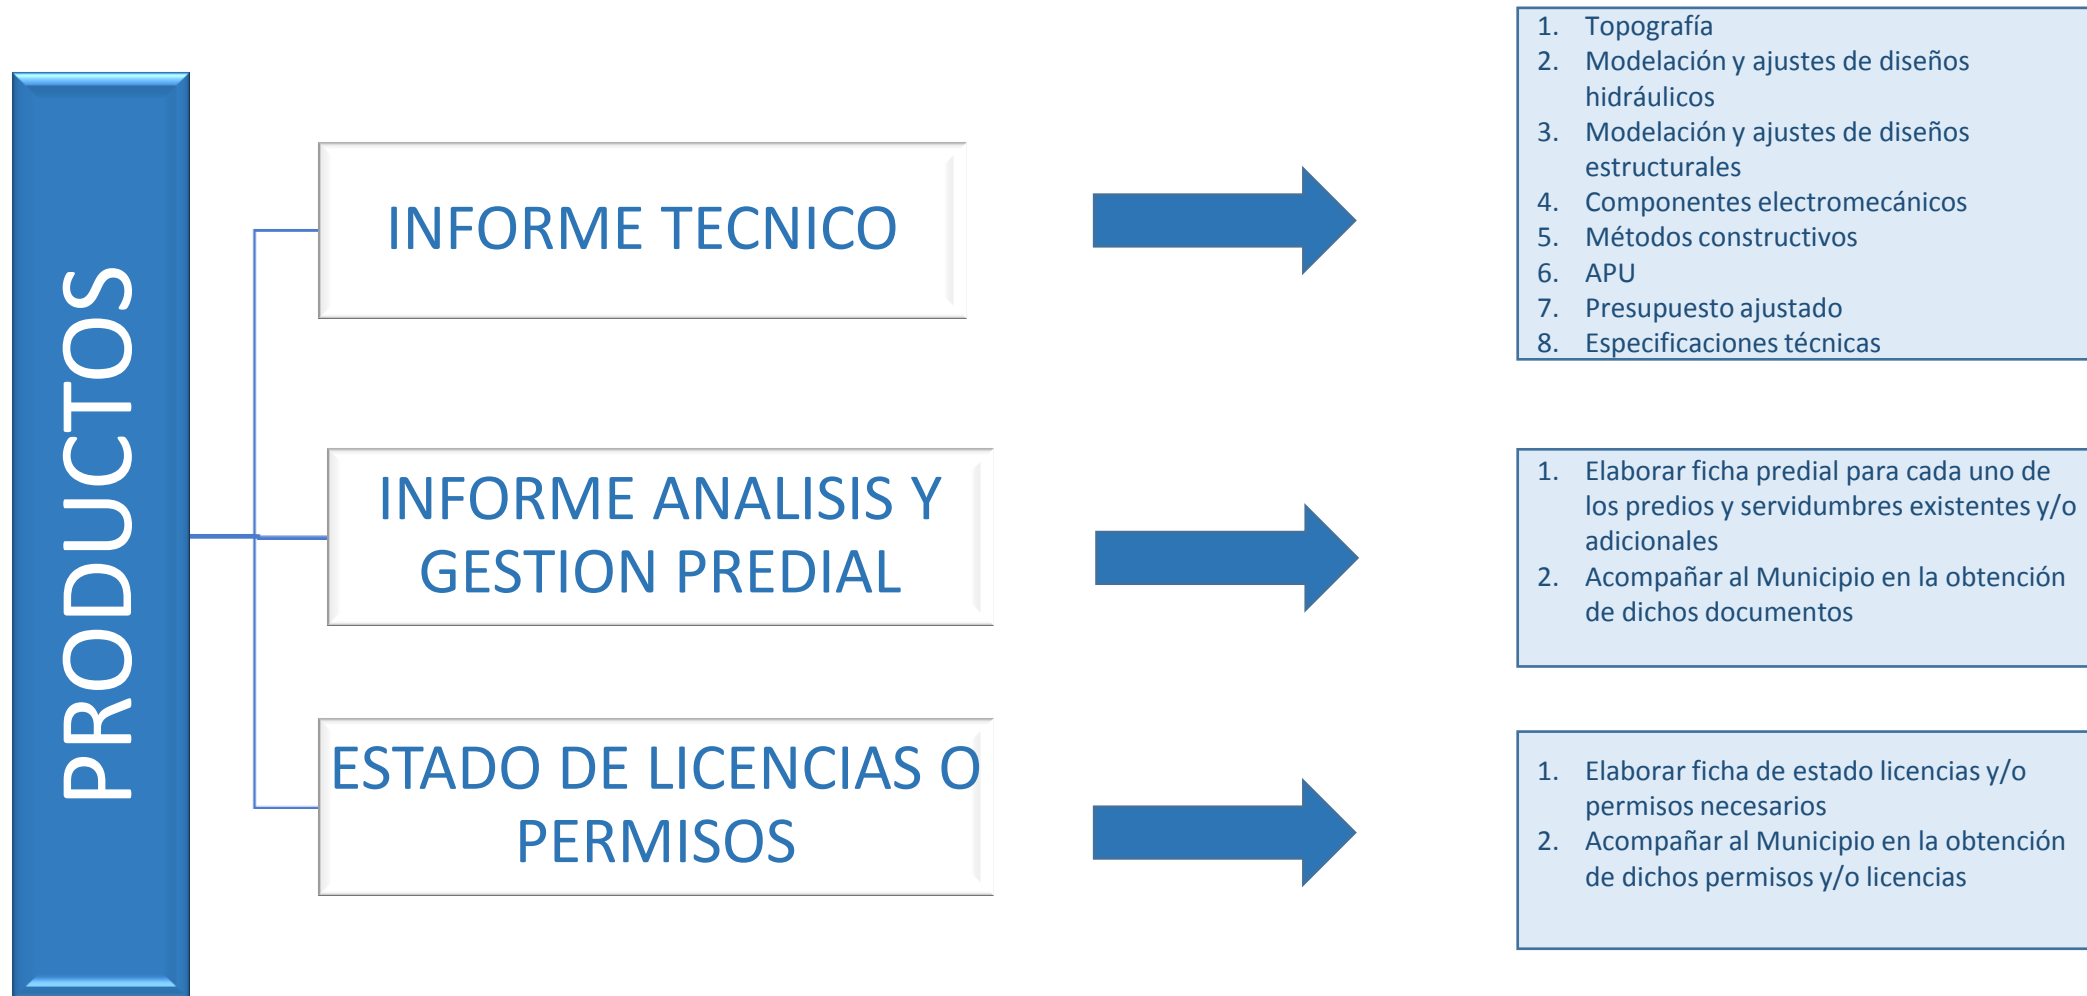 PRODUCTOS
INFORME TECNICO
1. Topografía
2. Modelación y ajustes de diseños
hidráulicos
3. Modelación y ajustes de diseños
estructurales
4. Componentes electromecánicos
5. Métodos constructivos
6. APU
7. Presupuesto ajustado
8. Especificaciones técnicas
INFORME ANALISIS Y
GESTION PREDIAL
1. Elaborar ficha predial para cada uno de
los predios y servidumbres existentes y/o
adicionales
2. Acompañar al Municipio en la obtención
de dichos documentos
ESTADO DE LICENCIAS O
PERMISOS
1. Elaborar ficha de estado licencias y/o
permisos necesarios
2. Acompañar al Municipio en la obtención
de dichos permisos y/o licencias